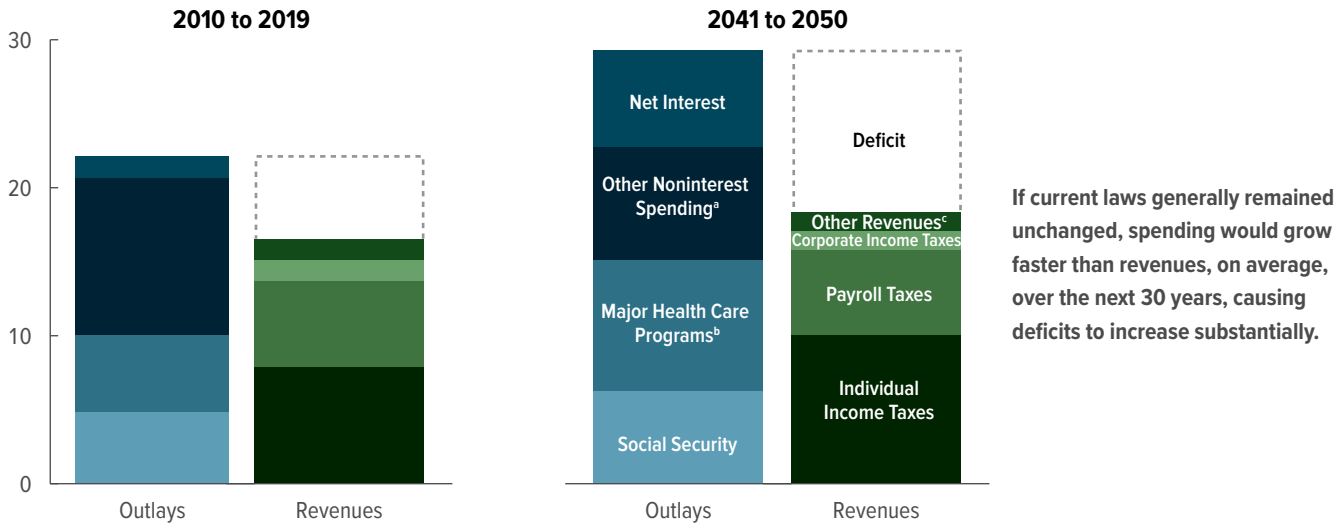 2010 to 2019
30
20
10
0
Outlays
Revenues
2041 to 2050
Net Interest
Other Noninterest
Spendingᵃ
Major Health Care
Programsᵇ
Social Security
Deficit
Other Revenuesᶜ
Corporate Income Taxes
Payroll Taxes
Individual
Income Taxes
Outlays
Revenues
If current laws generally remained
unchanged, spending would grow
faster than revenues, on average,
over the next 30 years, causing
deficits to increase substantially.